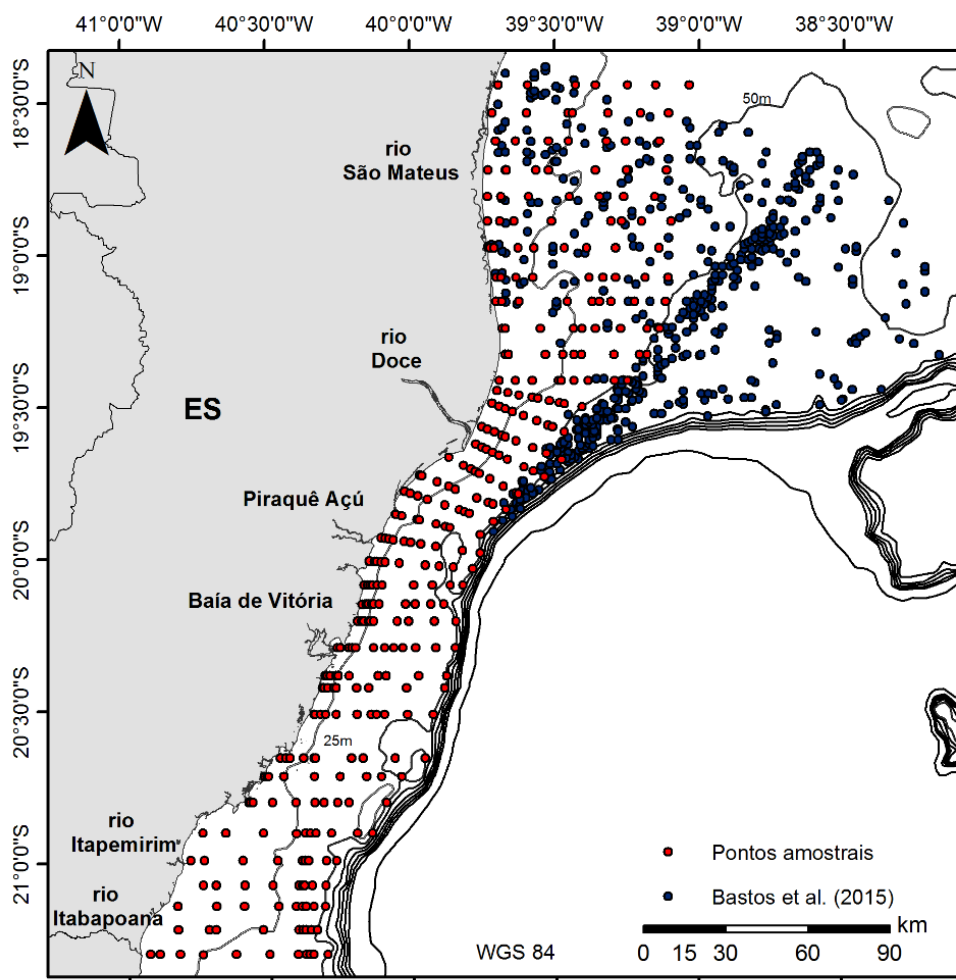 41°0'0"W 40°30'0"W 40°0'0"W 39°30'0"W 39°0'0"W 38°30'0"W
N
18°30'0"S
50m
rio
São Mateus
19°0'0"S
rio
Doce
19°30'0"S
ES
Piraquê Açú
20°0'0"S
Baía de Vitória
20°30'0"S
25m
rio
Itapemirim
21°0'0"S
rio
Itabapoana
Pontos amostrais
Bastos et al. (2015)
km
WGS 84
0 15 30 60 90